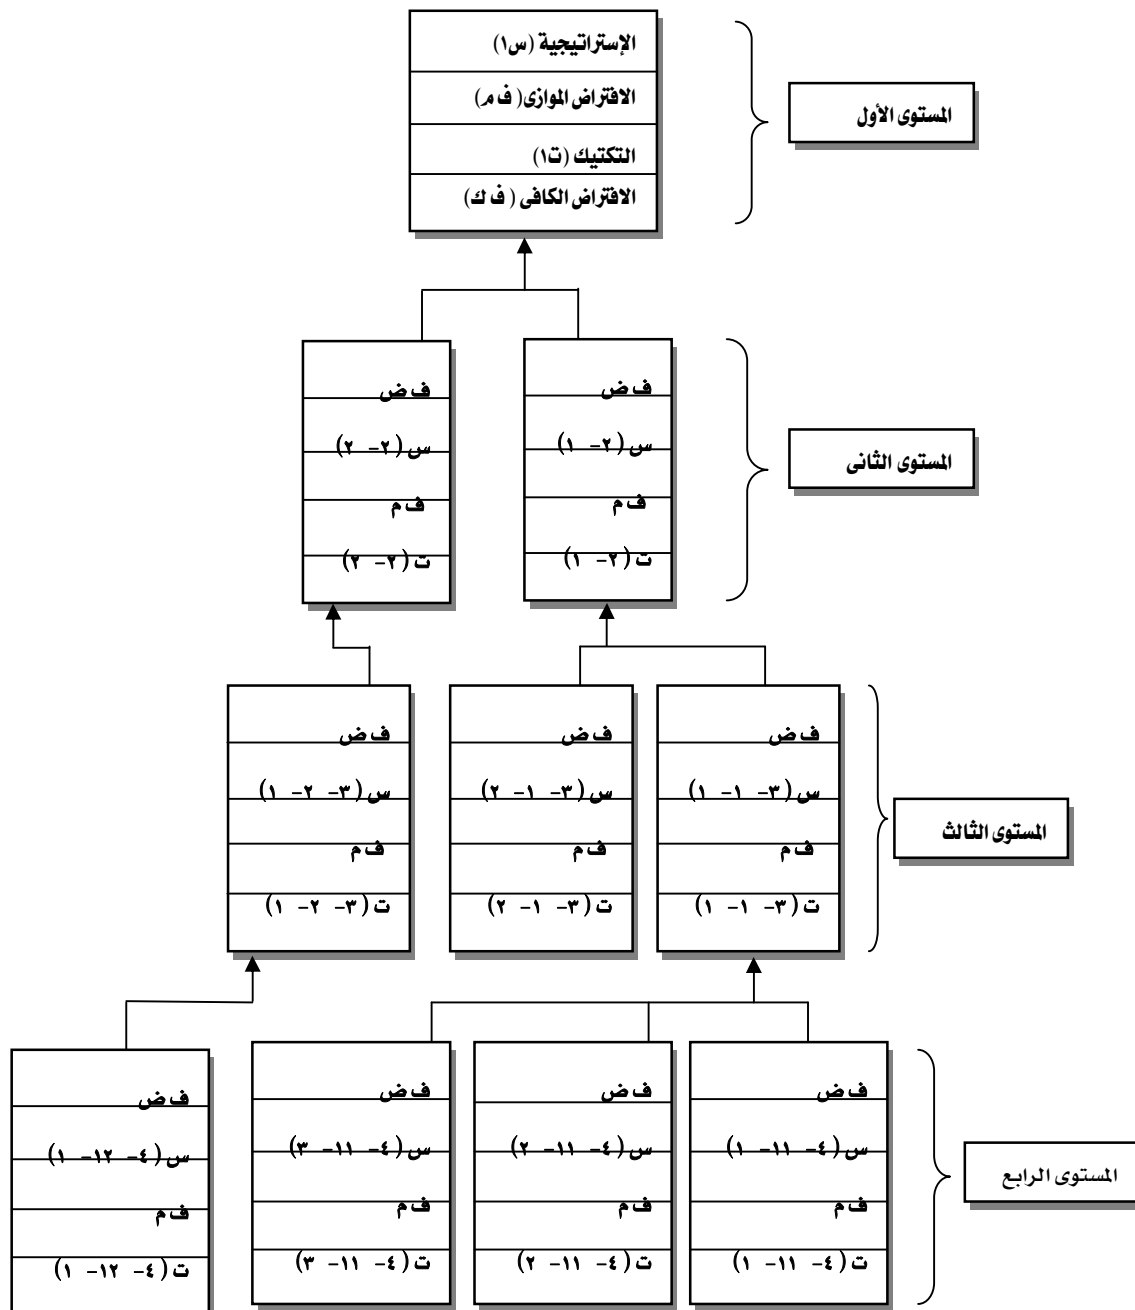 الإستراتيجية (س١)
الافتراض الموازى( ف م)
التكتيك (ت١)
الافتراض الكافى ( ف ك)
المستوى الأول
ف ض
س (٢- ١)
ف م
ت (٢- ١)
ف ض
س (٢- ٢)
ف م
ت (٢- ٢)
المستوى الثانى
ف ض
س (٣- ١- ١)
ف م
ت (٣- ١- ١)
ف ض
س (٣- ١- ٢)
ف م
ت (٣- ١- ٢)
ف ض
س (٣- ٢- ١)
ف م
ت (٣- ٢- ١)
المستوى الثالث
ف ض
س (٤- ١١- ١)
ف م
ت (٤- ١١- ١)
ف ض
س (٤- ١١- ٢)
ف م
ت (٤- ١١- ٢)
ف ض
س (٤- ١١- ٣)
ف م
ت (٤- ١١- ٣)
ف ض
س (٤- ١٢- ١)
ف م
ت (٤- ١٢- ١)
المستوى الرابع